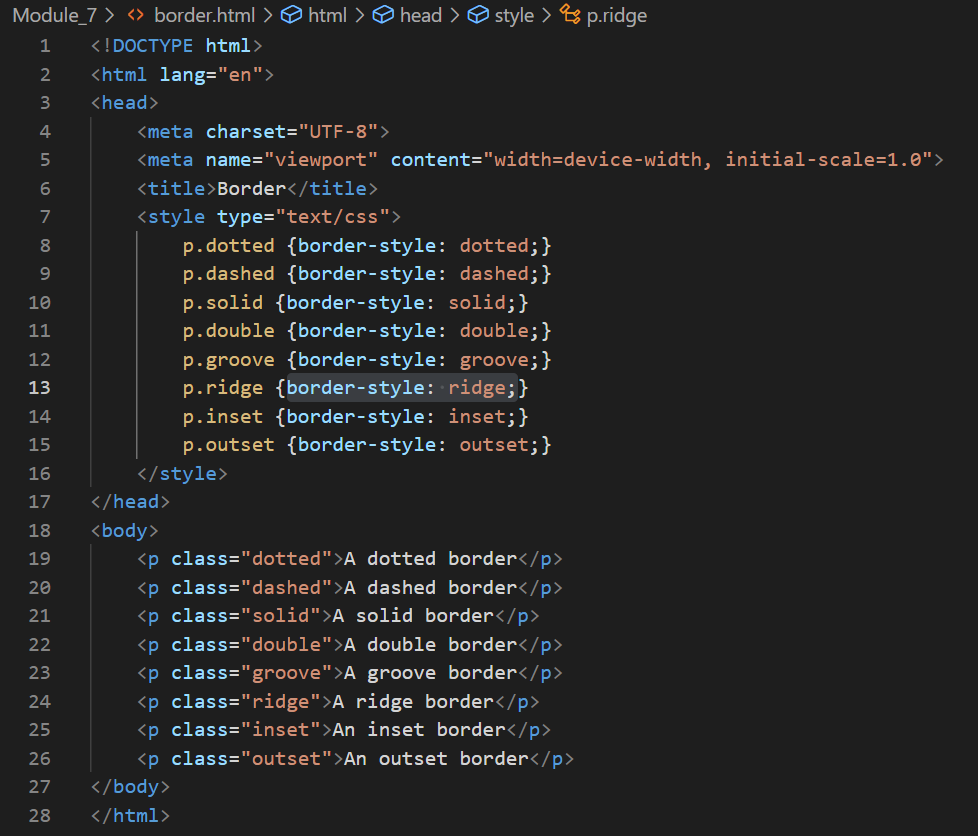 Module_7 > <> border.html > html > head > style > p.ridge
1 <!DOCTYPE html>
2 <html lang="en">
3 <head>
4     <meta charset="UTF-8">
5     <meta name="viewport" content="width=device-width, initial-scale=1.0">
6     <title>Border</title>
7     <style type="text/css">
8         p.dotted {border-style: dotted;}
9         p.dashed {border-style: dashed;}
10         p.solid {border-style: solid;}
11         p.double {border-style: double;}
12         p.groove {border-style: groove;}
13         p.ridge {border-style: ridge;}
14         p.inset {border-style: inset;}
15         p.outset {border-style: outset;}
16     </style>
17 </head>
18 <body>
19     <p class="dotted">A dotted border</p>
20     <p class="dashed">A dashed border</p>
21     <p class="solid">A solid border</p>
22     <p class="double">A double border</p>
23     <p class="groove">A groove border</p>
24     <p class="ridge">A ridge border</p>
25     <p class="inset">An inset border</p>
26     <p class="outset">An outset border</p>
27 </body>
28 </html>